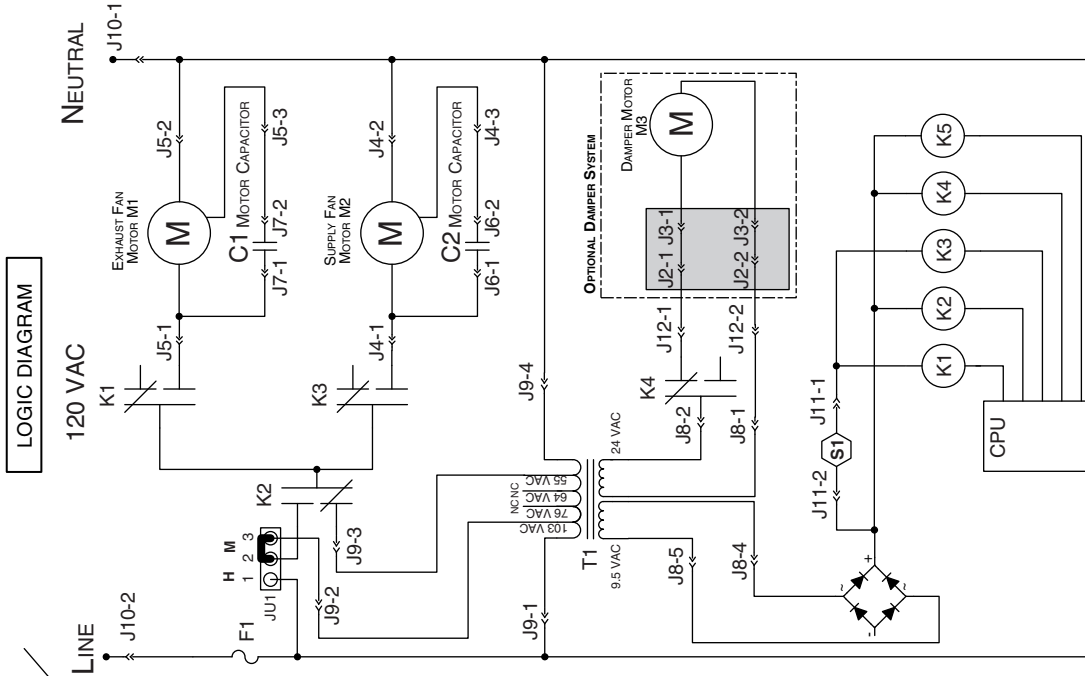 LOGIC DIAGRAM
120 VAC
LINE
NEUTRAL
J10-2
J10-1
F1
H
M
1
2
3
JU1
J9-2
J9-3
K2
K1
K3
J5-1
J5-2
EXHAUST FAN
MOTOR M1
M
C1 MOTOR CAPACITOR
J7-1
J7-2
J5-3
J4-1
J4-2
SUPPLY FAN
MOTOR M2
M
C2 MOTOR CAPACITOR
J6-1
J6-2
J4-3
J9-1
J9-4
103 VAC
76 VAC
64 VAC
55 VAC
NC
NC
T1
9.5 VAC
24 VAC
J8-5
J8-4
J8-2
J8-1
K4
J12-1
J12-2
OPTIONAL DAMPER SYSTEM
DAMPER MOTOR
M3
M
J2-1
J3-1
J2-2
J3-2
J11-2
S1
J11-1
+
-
~
~
CPU
K1
K2
K3
K4
K5